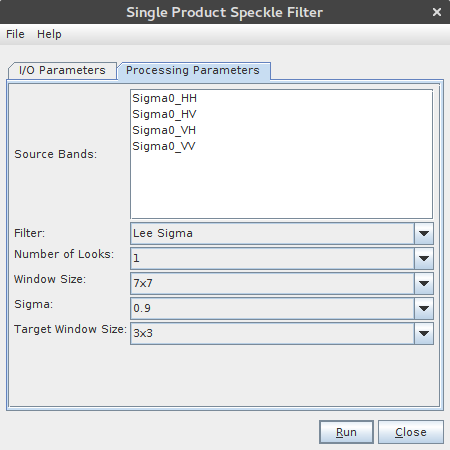 Single Product Speckle Filter
File Help
I/O Parameters Processing Parameters
Source Bands:
Sigma0_HH
Sigma0_HV
Sigma0_VH
Sigma0_VV
Filter: Lee Sigma
Number of Looks: 1
Window Size: 7x7
Sigma: 0.9
Target Window Size: 3x3
Run Close